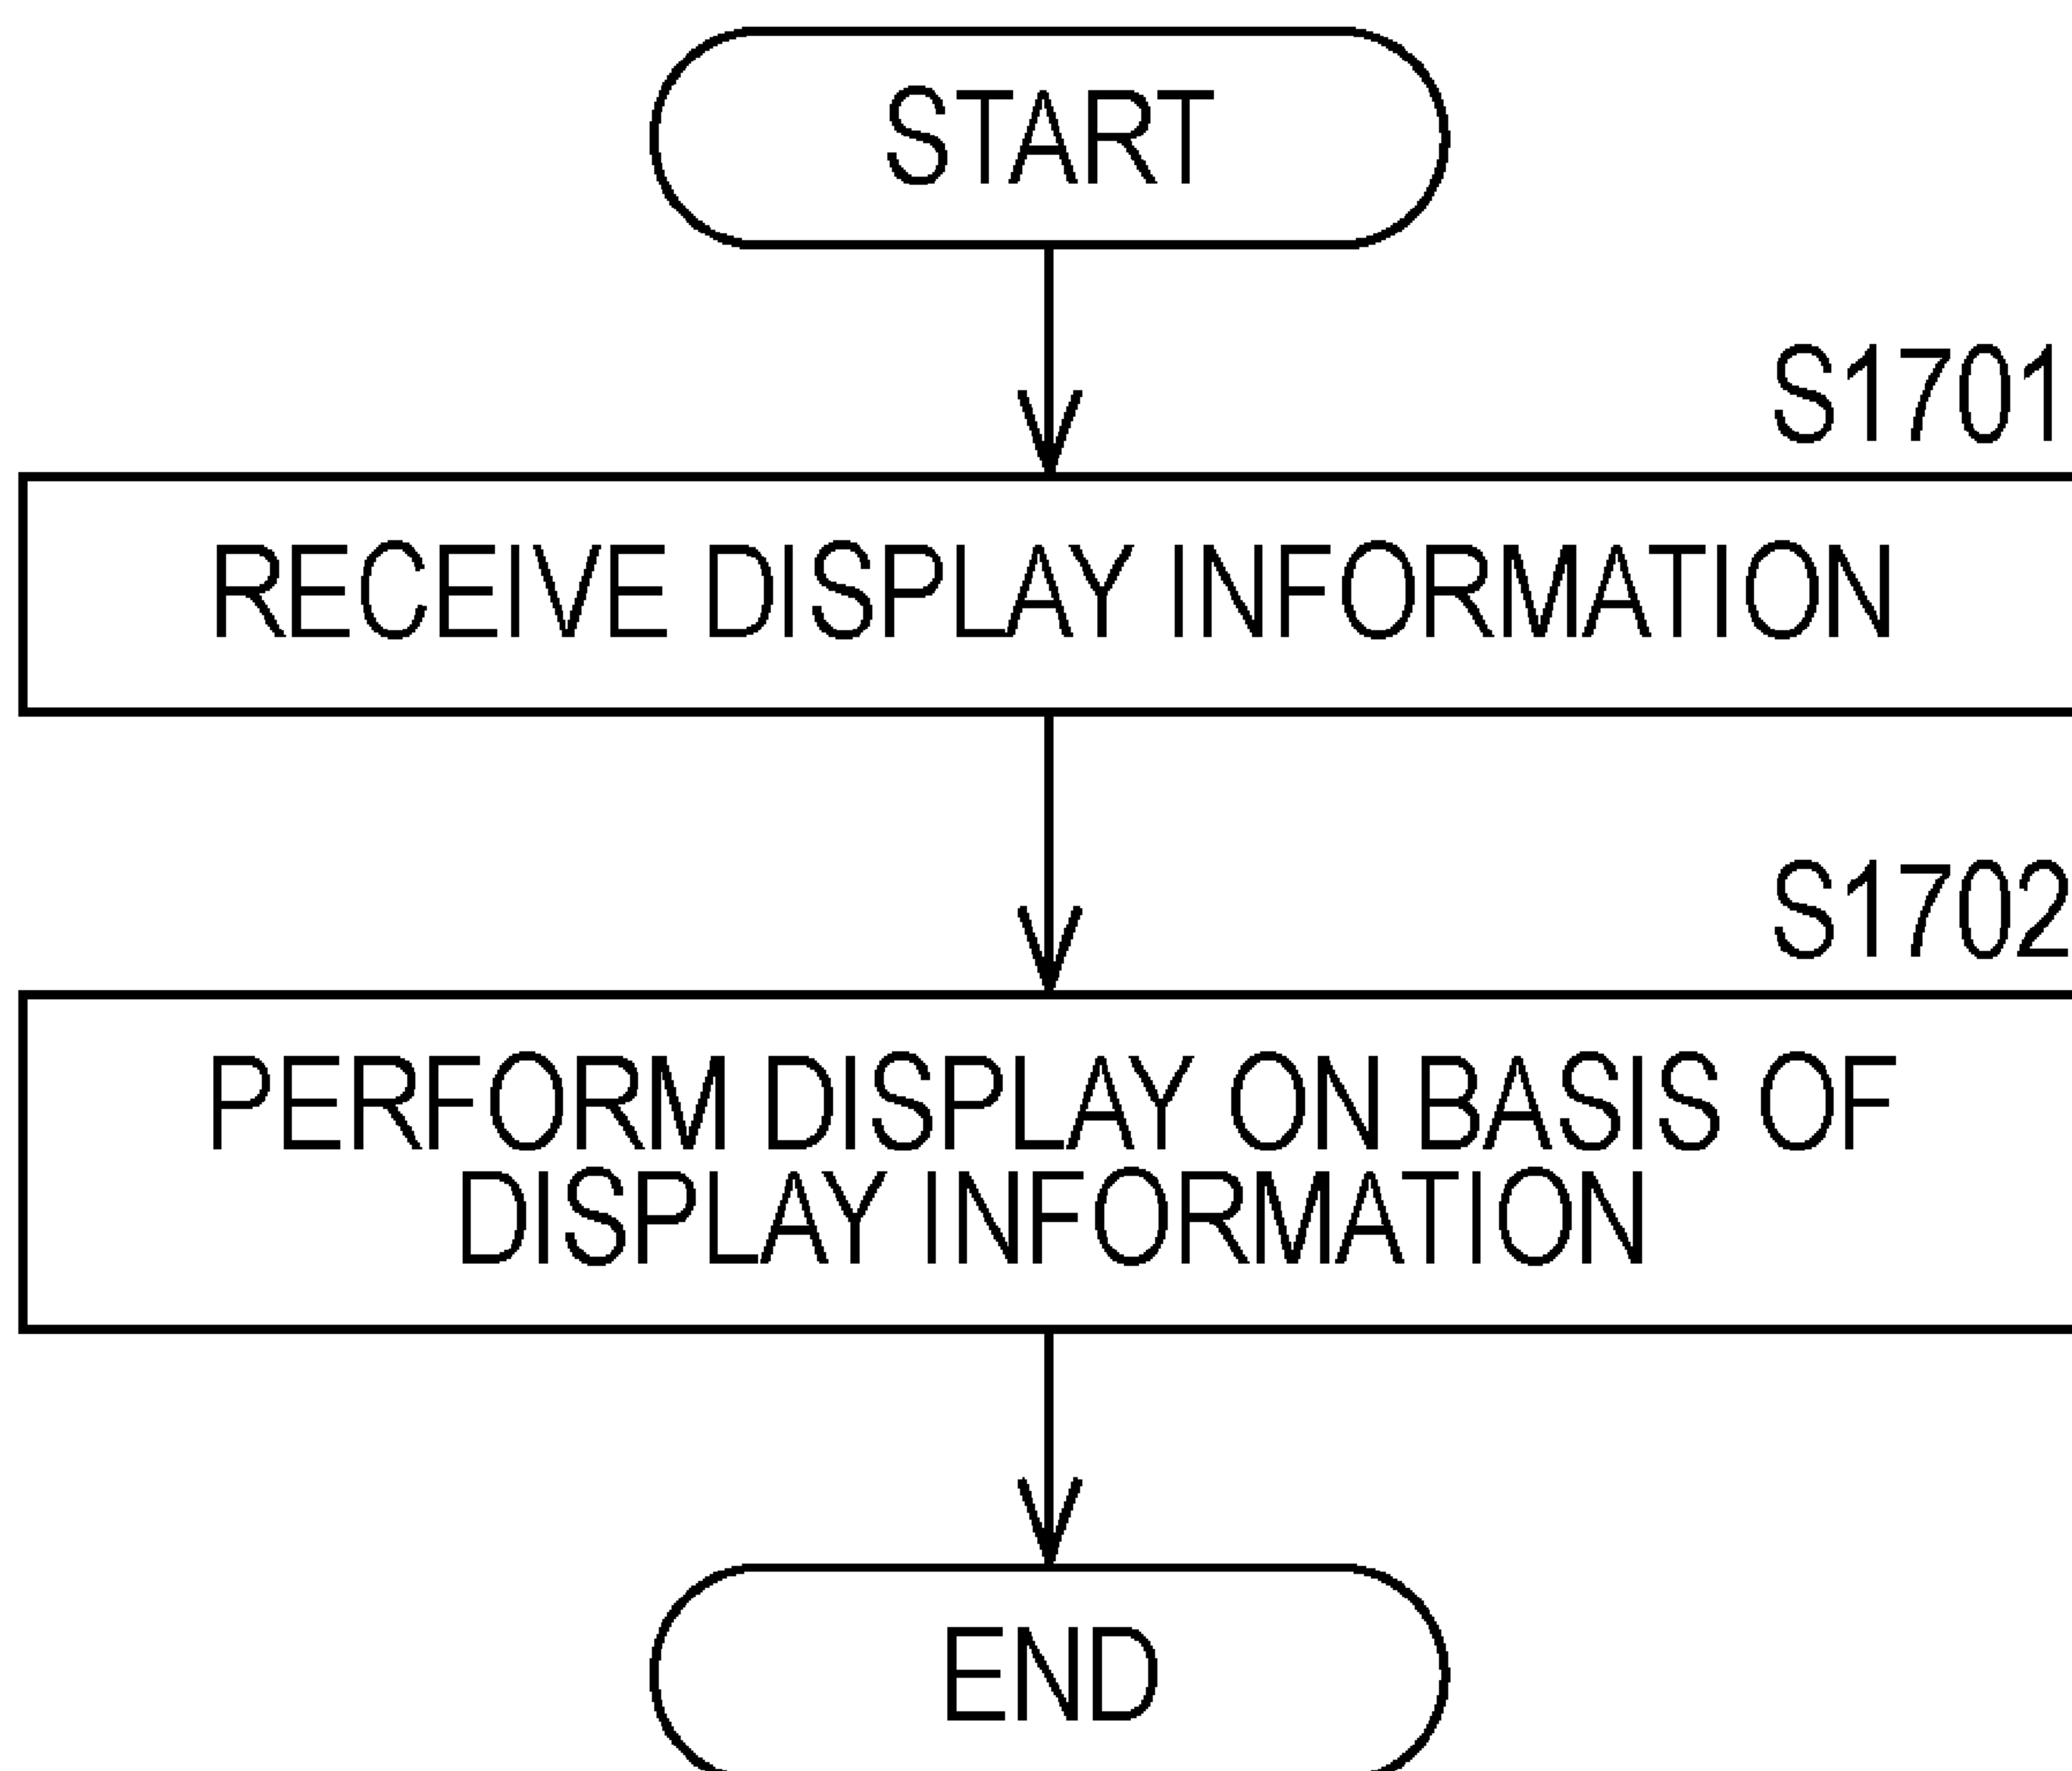 START
S1701
RECEIVE DISPLAY INFORMATION
S1702
PERFORM DISPLAY ON BASIS OF
DISPLAY INFORMATION
END